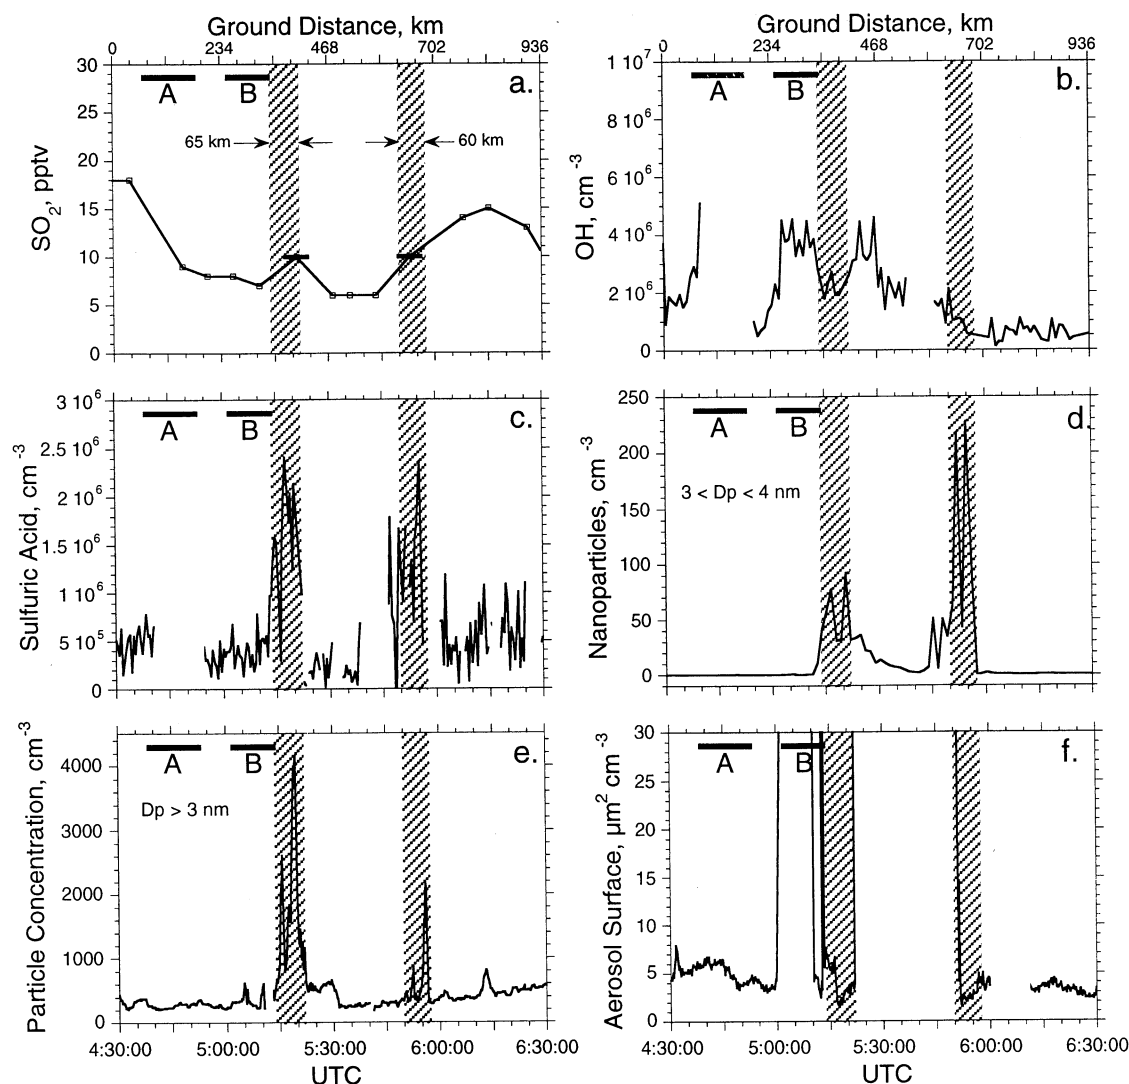 Ground Distance, km
0 234 468 702 936
30
25
20
15
10
5
0
SO2, pptv
A B
a.
65 km
60 km
Ground Distance, km
0 234 468 702 936
1 10^7
8 10^6
6 10^6
4 10^6
2 10^6
0
OH, cm^-3
A B
b.
3 10^6
2.5 10^6
2 10^6
1.5 10^6
1 10^6
5 10^5
0
Sulfuric Acid, cm^-3
A B
c.
250
200
150
100
50
0
Nanoparticles, cm^-3
A B
d.
3 < Dp < 4 nm
4000
3000
2000
1000
0
Particle Concentration, cm^-3
A B
e.
Dp > 3 nm
4:30:00 5:00:00 5:30:00 6:00:00 6:30:00
UTC
30
25
20
15
10
5
0
Aerosol Surface, µm^2 cm^-3
A B
f.
4:30:00 5:00:00 5:30:00 6:00:00 6:30:00
UTC